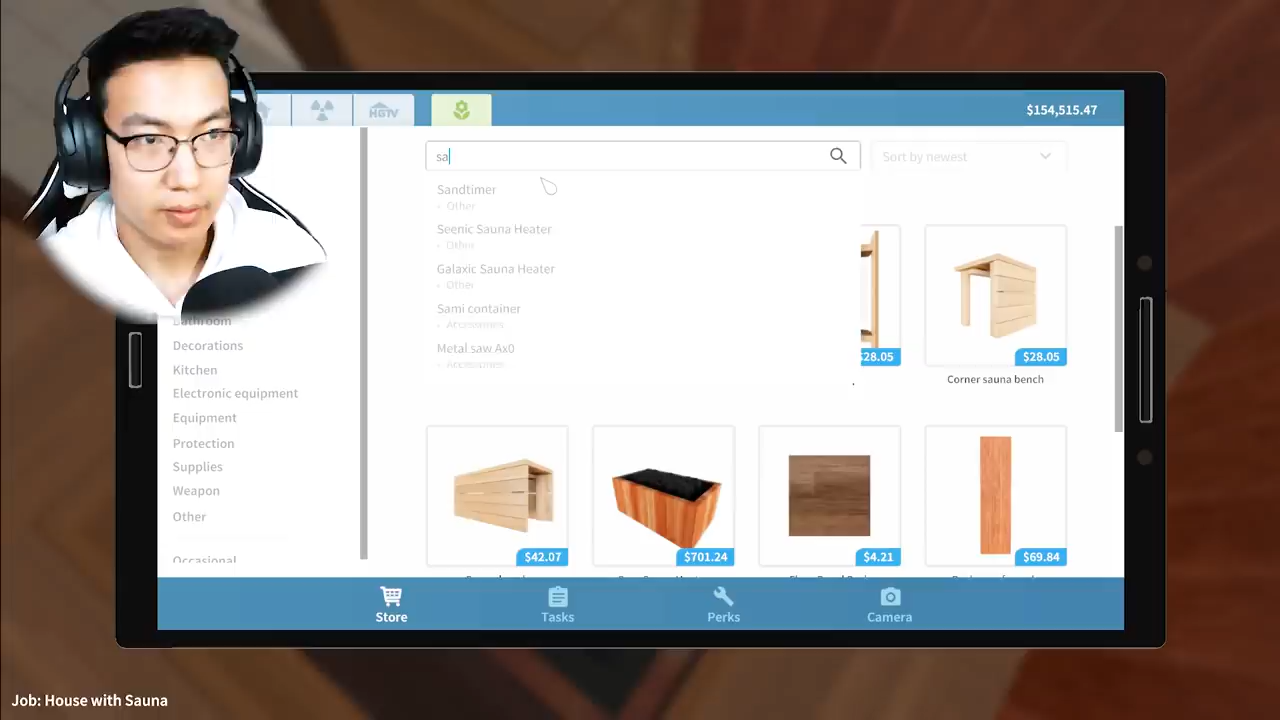 HGTV
$154,515.47
sa
Sort by newest
Sandtimer
- Other
Seenic Sauna Heater
- Other
Galaxic Sauna Heater
- Other
Sami container
- Accessories
Metal saw Ax0
- Accessories
Bathroom
Decorations
Kitchen
Electronic equipment
Equipment
Protection
Supplies
Weapon
Other
Occasional
$28.05
$28.05
Corner sauna bench
$42.07
$701.24
$4.21
$69.84
Store
Tasks
Perks
Camera
Job: House with Sauna